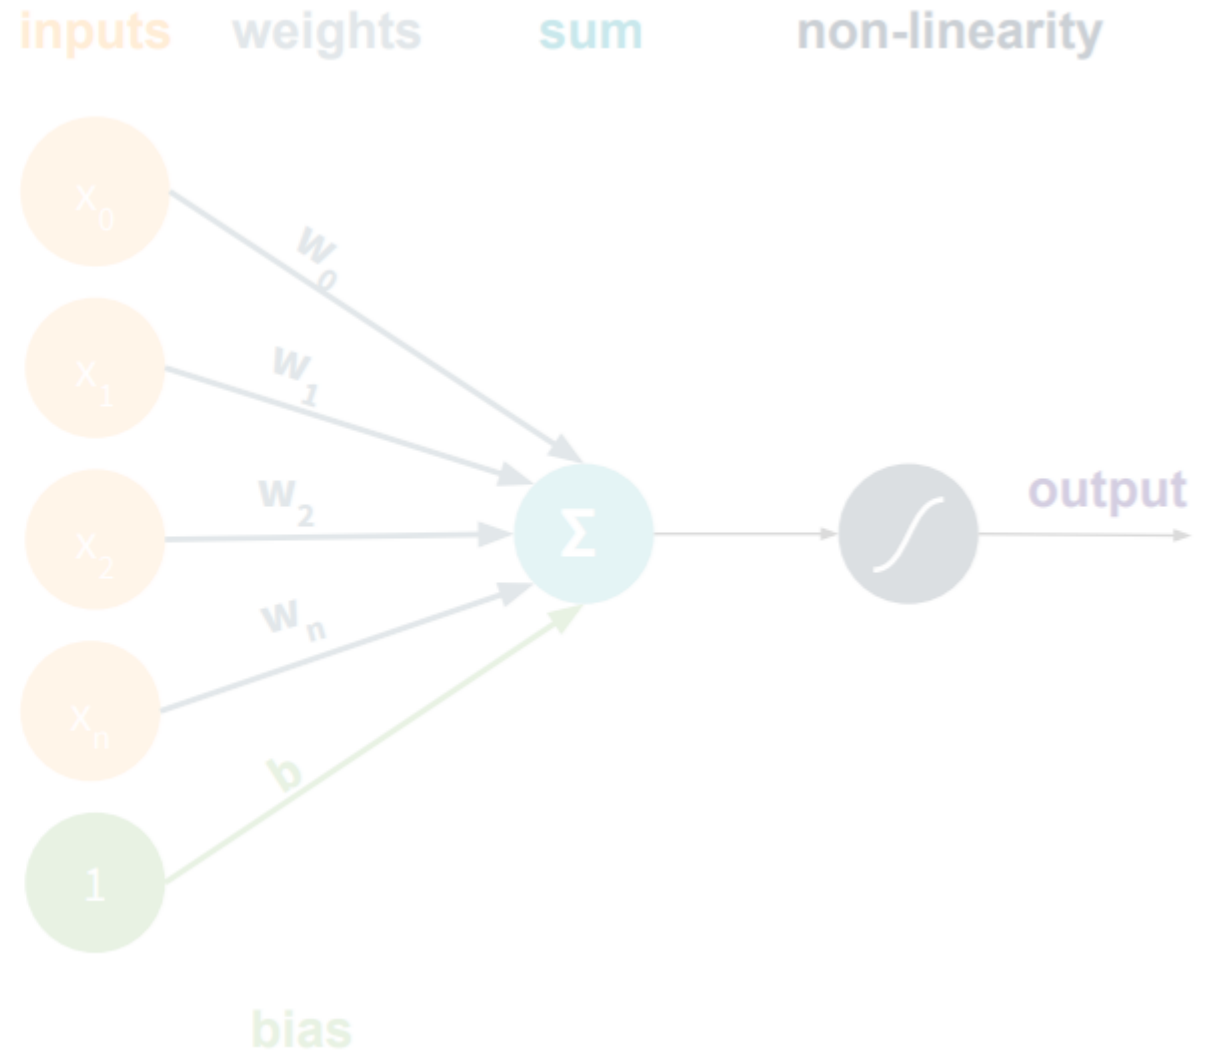 inputs weights sum non-linearity
x0
w0
x1
w1
x2
w2
Σ
output
xn
wn
b
1
bias